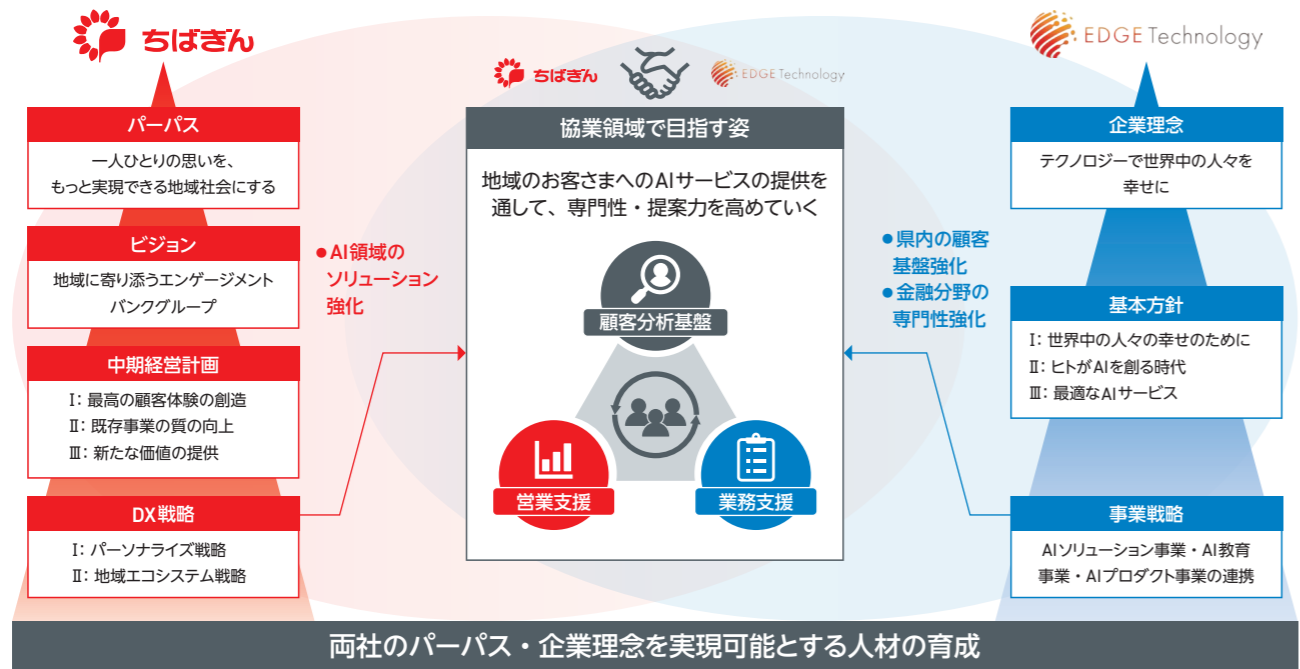 ちばぎん
パーパス
一人ひとりの思いを、
もっと実現できる地域社会にする
ビジョン
地域に寄り添うエンゲージメント
バンクグループ
中期経営計画
Ⅰ：最高の顧客体験の創造
Ⅱ：既存事業の質の向上
Ⅲ：新たな価値の提供
DX戦略
Ⅰ：パーソナライズ戦略
Ⅱ：地域エコシステム戦略
●AI領域の
ソリューション
強化
ちばぎん
EDGE Technology
協業領域で目指す姿
地域のお客さまへのAIサービスの提供を
通して、専門性・提案力を高めていく
顧客分析基盤
営業支援
業務支援
●県内の顧客
基盤強化
●金融分野の
専門性強化
EDGE Technology
企業理念
テクノロジーで世界中の人々を
幸せに
基本方針
Ⅰ：世界中の人々の幸せのために
Ⅱ：ヒトがAIを創る時代
Ⅲ：最適なAIサービス
事業戦略
AIソリューション事業・AI教育
事業・AIプロダクト事業の連携
両社のパーパス・企業理念を実現可能とする人材の育成